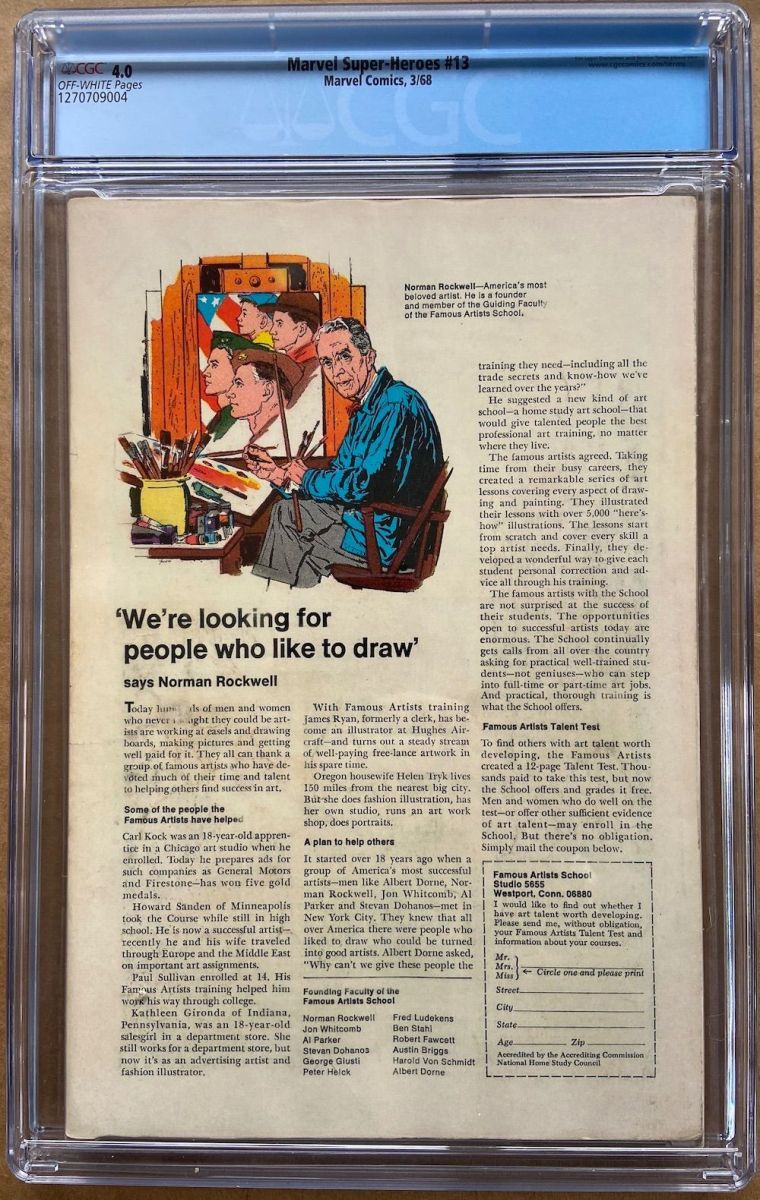 CGC 4.0
OFF-WHITE Pages
1270709004
Marvel Super-Heroes #13
Marvel Comics, 3/68
www.cgccomics.com/terms
CGC
Norman Rockwell—America's most
beloved artist. He is a founder
and member of the Guiding Faculty
of the Famous Artists School.
'We're looking for
people who like to draw'
says Norman Rockwell
Today ds of men and women
who never ght they could be art-
ists are working at easels and drawing
boards, making pictures and getting
well paid for it. They all can thank a
group of famous artists who have de-
voted much of their time and talent
to helping others find success in art.
Some of the people the
Famous Artists have helped
Carl Kock was an 18-year-old appren-
tice in a Chicago art studio when he
enrolled. Today he prepares ads for
such companies as General Motors
and Firestone—has won five gold
medals.
Howard Sanden of Minneapolis
took the Course while still in high
school. He is now a successful artist—
recently he and his wife traveled
through Europe and the Middle East
on important art assignments.
Paul Sullivan enrolled at 14. His
Famous Artists training helped him
work his way through college.
Kathleen Gironda of Indiana,
Pennsylvania, was an 18-year-old
salesgirl in a department store. She
still works for a department store, but
now it's as an advertising artist and
fashion illustrator.
With Famous Artists training
James Ryan, formerly a clerk, has be-
come an illustrator at Hughes Air-
craft—and turns out a steady stream
of well-paying free-lance artwork in
his spare time.
Oregon housewife Helen Tryk lives
150 miles from the nearest big city.
But she does fashion illustration, has
her own studio, runs an art work
shop, does portraits.
A plan to help others
It started over 18 years ago when a
group of America's most successful
artists—men like Albert Dorne, Nor-
man Rockwell, Jon Whitcomb, Al
Parker and Stevan Dohanos—met in
New York City. They knew that all
over America there were people who
liked to draw who could be turned
into good artists. Albert Dorne asked,
"Why can't we give these people the
Founding Faculty of the
Famous Artists School
Norman Rockwell
Jon Whitcomb
Al Parker
Stevan Dohanos
George Giusti
Peter Helck
Fred Ludekens
Ben Stahl
Robert Fawcett
Austin Briggs
Harold Von Schmidt
Albert Dorne
training they need—including all the
trade secrets and know-how we've
learned over the years?"
He suggested a new kind of art
school—a home study art school—that
would give talented people the best
professional art training, no matter
where they live.
The famous artists agreed. Taking
time from their busy careers, they
created a remarkable series of art
lessons covering every aspect of draw-
ing and painting. They illustrated
their lessons with over 5,000 "here's-
how" illustrations. The lessons start
from scratch and cover every skill a
top artist needs. Finally, they de-
veloped a wonderful way to give each
student personal correction and ad-
vice all through his training.
The famous artists with the School
are not surprised at the success of
their students. The opportunities
open to successful artists today are
enormous. The School continually
gets calls from all over the country
asking for practical well-trained stu-
dents—not geniuses—who can step
into full-time or part-time art jobs.
And practical, thorough training is
what the School offers.
Famous Artists Talent Test
To find others with art talent worth
developing, the Famous Artists
created a 12-page Talent Test. Thou-
sands paid to take this test, but now
the School offers and grades it free.
Men and women who do well on the
test—or offer other sufficient evidence
of art talent—may enroll in the
School. But there's no obligation.
Simply mail the coupon below.
Famous Artists School
Studio 5655
Westport, Conn. 06880
I would like to find out whether I
have art talent worth developing.
Please send me, without obligation,
your Famous Artists Talent Test and
information about your courses.
Mr.
Mrs.
Miss
← Circle one and please print
Street
City
State
Age Zip
Accredited by the Accrediting Commission
National Home Study Council